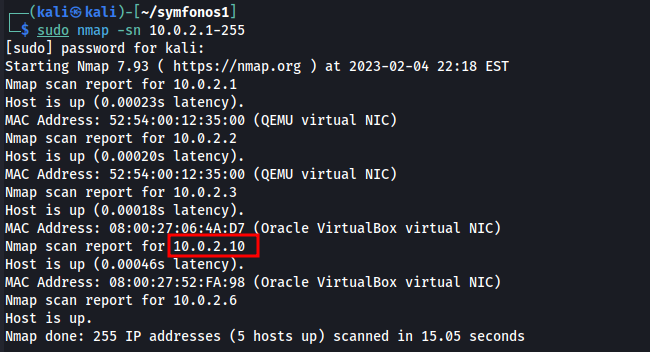 ┌──(kali㉿kali)-[~/symfonos1]
└─$ sudo nmap -sn 10.0.2.1-255
[sudo] password for kali:
Starting Nmap 7.93 ( https://nmap.org ) at 2023-02-04 22:18 EST
Nmap scan report for 10.0.2.1
Host is up (0.00023s latency).
MAC Address: 52:54:00:12:35:00 (QEMU virtual NIC)
Nmap scan report for 10.0.2.2
Host is up (0.00020s latency).
MAC Address: 52:54:00:12:35:00 (QEMU virtual NIC)
Nmap scan report for 10.0.2.3
Host is up (0.00018s latency).
MAC Address: 08:00:27:06:4A:D7 (Oracle VirtualBox virtual NIC)
Nmap scan report for 10.0.2.10
Host is up (0.00046s latency).
MAC Address: 08:00:27:52:FA:98 (Oracle VirtualBox virtual NIC)
Nmap scan report for 10.0.2.6
Host is up.
Nmap done: 255 IP addresses (5 hosts up) scanned in 15.05 seconds